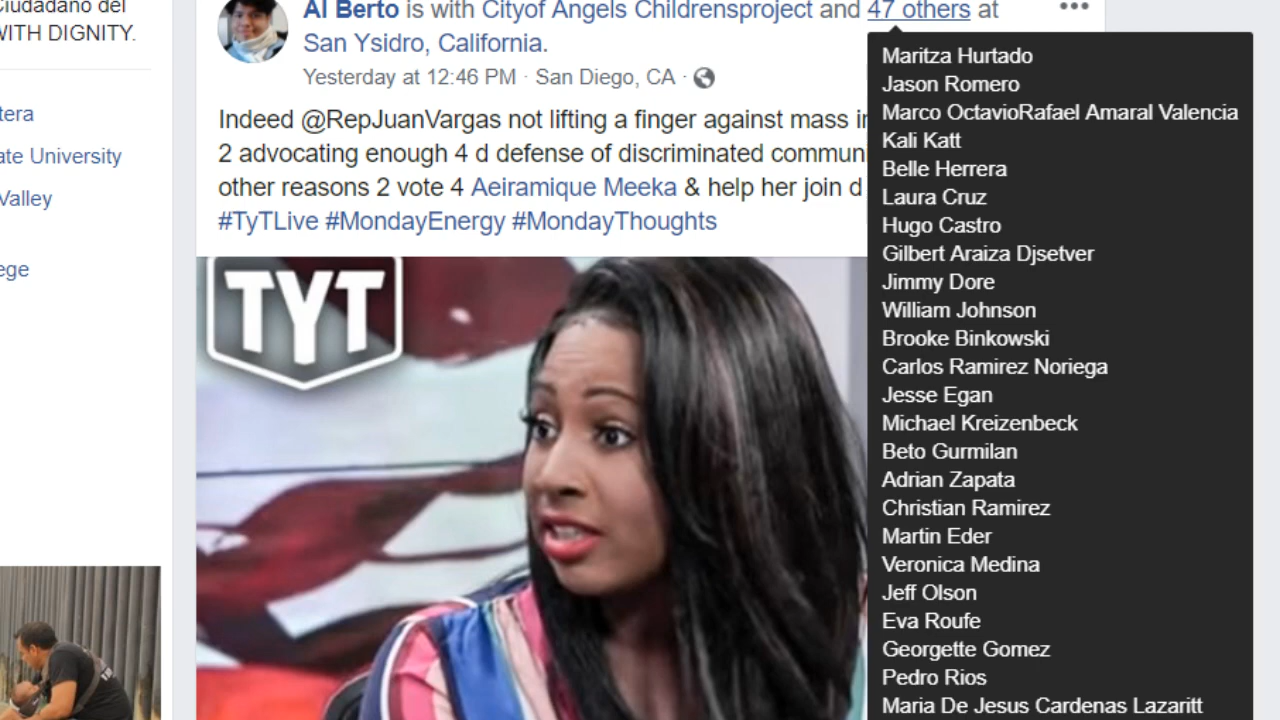 Ciudadano del
WITH DIGNITY.
tera
ate University
Valley
ege
Al Berto is with Cityof Angels Childrensproject and 47 others at
San Ysidro, California.
Yesterday at 12:46 PM · San Diego, CA ·
Indeed @RepJuanVargas not lifting a finger against mass
2 advocating enough 4 d defense of discriminated commun
other reasons 2 vote 4 Aeiramique Meeka & help her join d
#TyTLive #MondayEnergy #MondayThoughts
TYT
Maritza Hurtado
Jason Romero
Marco OctavioRafael Amaral Valencia
Kali Katt
Belle Herrera
Laura Cruz
Hugo Castro
Gilbert Araiza Djsetver
Jimmy Dore
William Johnson
Brooke Binkowski
Carlos Ramirez Noriega
Jesse Egan
Michael Kreizenbeck
Beto Gurmilan
Adrian Zapata
Christian Ramirez
Martin Eder
Veronica Medina
Jeff Olson
Eva Roufe
Georgette Gomez
Pedro Rios
Maria De Jesus Cardenas Lazaritt